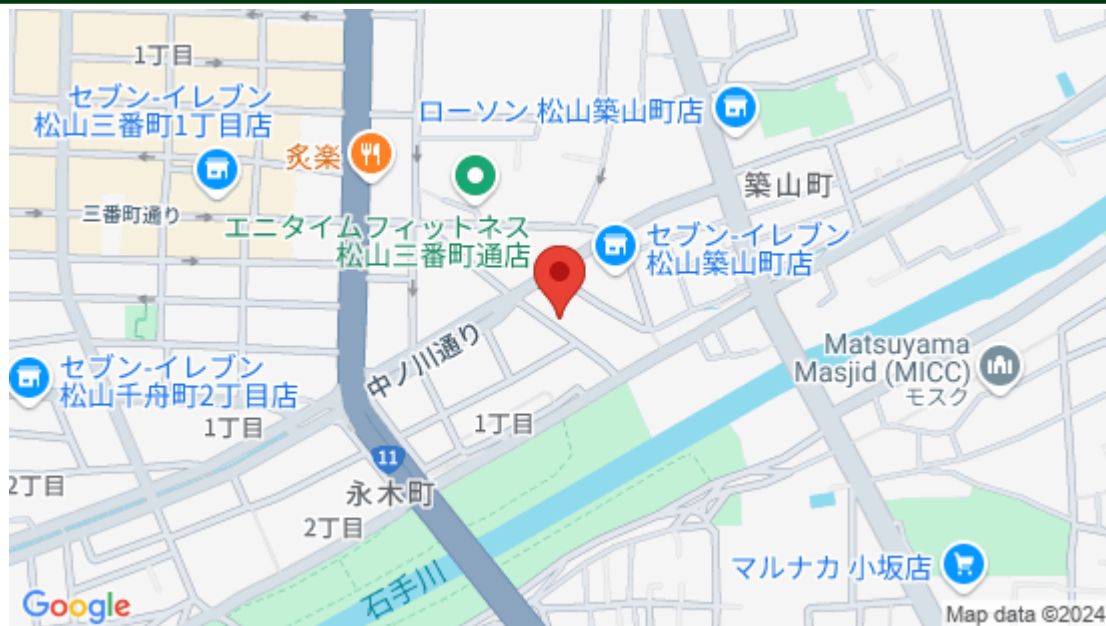 1丁目
セブン-イレブン
松山三番町1丁目店
炙楽
ローソン 松山築山町店
築山町
三番町通り
エニタイムフィットネス
松山三番町通店
セブン-イレブン
松山築山町店
中ノ川通り
Matsuyama
Masjid (MICC)
モスク
セブン-イレブン
松山千舟町2丁目店
1丁目
1丁目
11
2丁目
永木町
2丁目
石手川
マルナカ 小坂店
Google
Map data ©2024